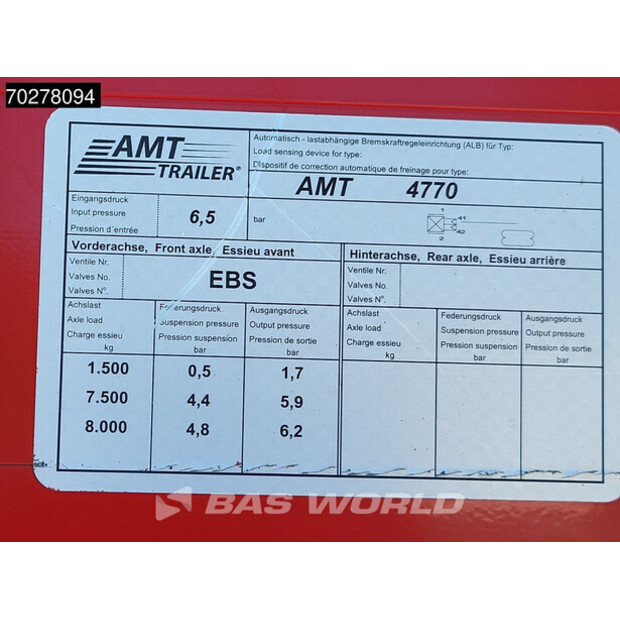 70278094
AMT
TRAILER®
Automatisch - lastabhängige Bremskraftregeleinrichtung (ALB) für Typ:
Load sensing device for type:
Dispositif de correction automatique de freinage pour type:
AMT 4770
Eingangsdruck
Input pressure
Pression d´entrée
6,5
bar
1
41
42
2
Vorderachse, Front axle, Essieu avant
Hinterachse, Rear axle, Essieu arrière
Ventile Nr.
Valves No.
Valves N°.
EBS
Ventile Nr.
Valves No.
Valves N°.
Achslast
Axle load
Charge essieu
kg
Federungsdruck
Suspension pressure
Pression suspension
bar
Ausgangsdruck
Output pressure
Pression de sortie
bar
Achslast
Axle load
Charge essieu
kg
Federungsdruck
Suspension pressure
Pression suspension
bar
Ausgangsdruck
Output pressure
Pression de sortie
bar
1.500 0,5 1,7
7.500 4,4 5,9
8.000 4,8 6,2
BAS WORLD